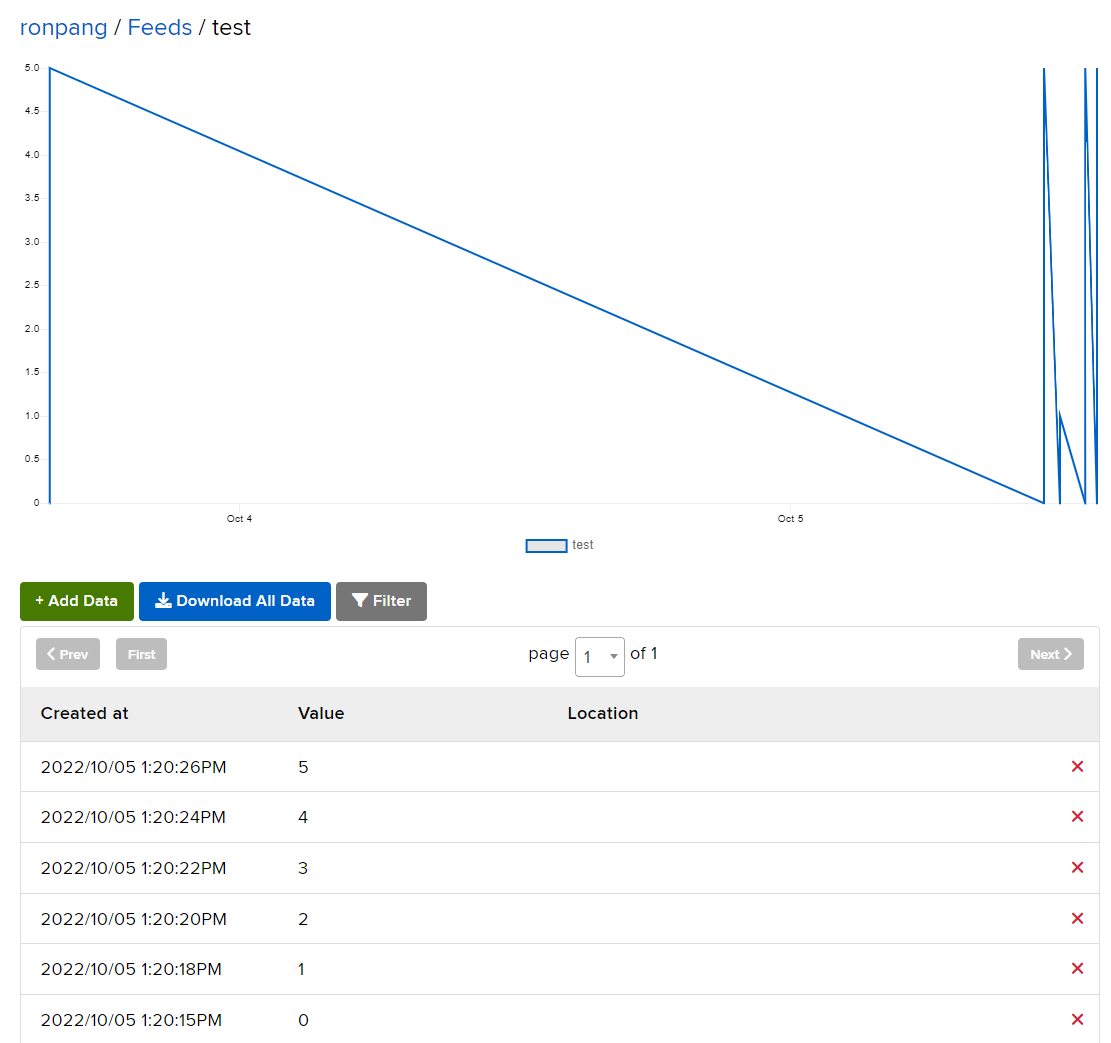 ronpang / Feeds / test
5.0
4.5
4.0
3.5
3.0
2.5
2.0
1.5
1.0
0.5
0
Oct 4 Oct 5
test
+ Add Data Download All Data Filter
Prev First page 1 of 1 Next
Created at Value Location
2022/10/05 1:20:26PM 5
2022/10/05 1:20:24PM 4
2022/10/05 1:20:22PM 3
2022/10/05 1:20:20PM 2
2022/10/05 1:20:18PM 1
2022/10/05 1:20:15PM 0